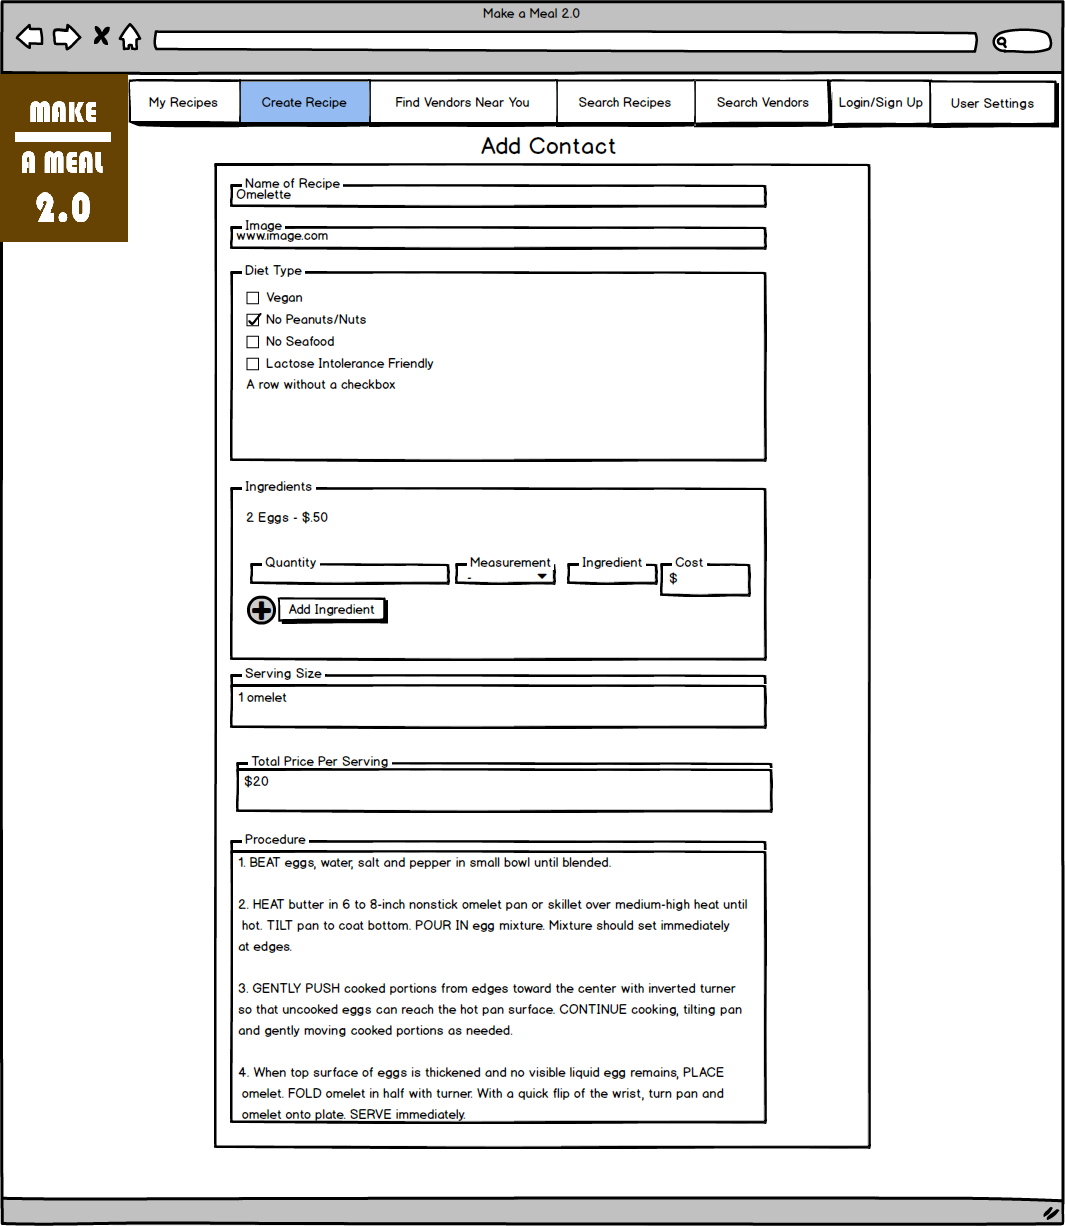 Make a Meal 2.0
MAKE
A MEAL
2.0
My Recipes
Create Recipe
Find Vendors Near You
Search Recipes
Search Vendors
Login/Sign Up
User Settings
Add Contact
Name of Recipe
Omelette
Image
www.image.com
Diet Type
Vegan
No Peanuts/Nuts
No Seafood
Lactose Intolerance Friendly
A row without a checkbox
Ingredients
2 Eggs - $.50
Quantity
Measurement
-
Ingredient
Cost
$
Add Ingredient
Serving Size
1 omelet
Total Price Per Serving
$20
Procedure
1. BEAT eggs, water, salt and pepper in small bowl until blended.
2. HEAT butter in 6 to 8-inch nonstick omelet pan or skillet over medium-high heat until
hot. TILT pan to coat bottom. POUR IN egg mixture. Mixture should set immediately
at edges.
3. GENTLY PUSH cooked portions from edges toward the center with inverted turner
so that uncooked eggs can reach the hot pan surface. CONTINUE cooking, tilting pan
and gently moving cooked portions as needed.
4. When top surface of eggs is thickened and no visible liquid egg remains, PLACE
omelet. FOLD omelet in half with turner. With a quick flip of the wrist, turn pan and
omelet onto plate. SERVE immediately.